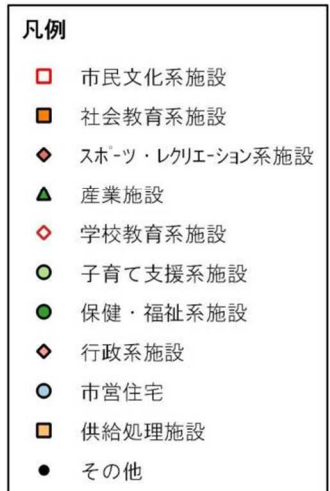 凡例
市民文化系施設
社会教育系施設
ｽﾎﾟｰﾂ・ﾚｸﾘｴｰｼｮﾝ系施設
産業施設
学校教育系施設
子育て支援系施設
保健・福祉系施設
行政系施設
市営住宅
供給処理施設
その他